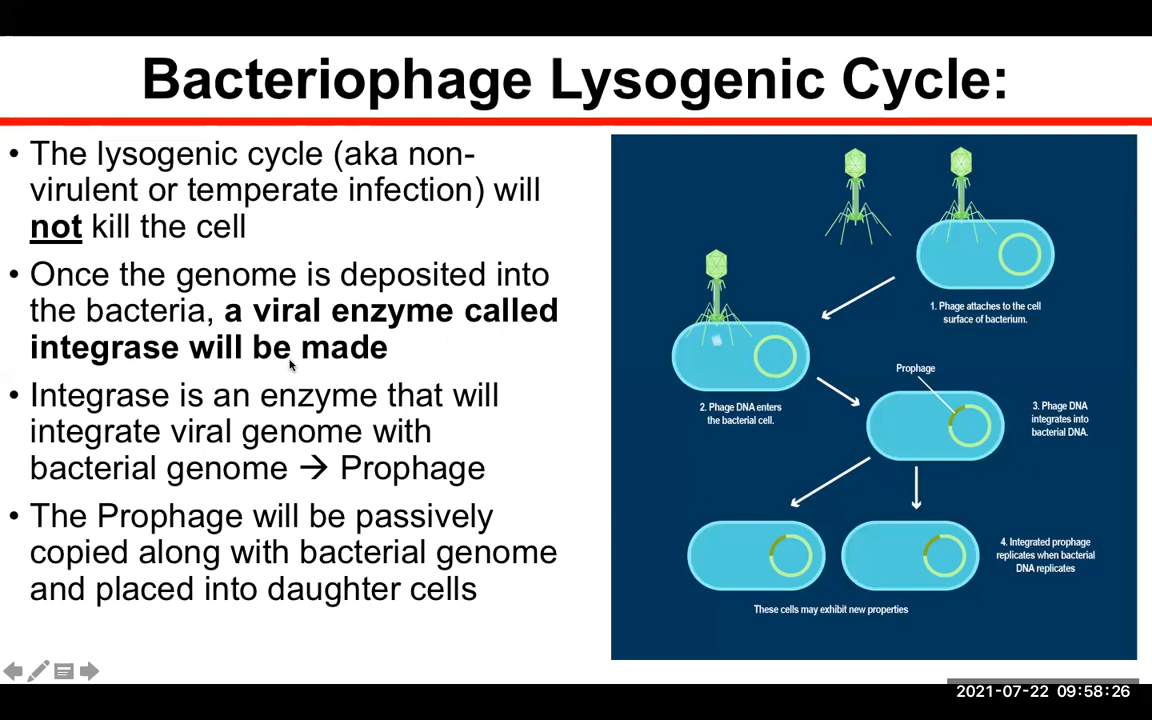 Bacteriophage Lysogenic Cycle:
• The lysogenic cycle (aka non-
virulent or temperate infection) will
not kill the cell
• Once the genome is deposited into
the bacteria, a viral enzyme called
integrase will be made
• Integrase is an enzyme that will
integrate viral genome with
bacterial genome → Prophage
• The Prophage will be passively
copied along with bacterial genome
and placed into daughter cells
1. Phage attaches to the cell
surface of bacterium.
2. Phage DNA enters
the bacterial cell.
Prophage
3. Phage DNA
integrates into
bacterial DNA.
4. Integrated prophage
replicates when bacterial
DNA replicates
These cells may exhibit new properties
2021-07-22 09:58:26